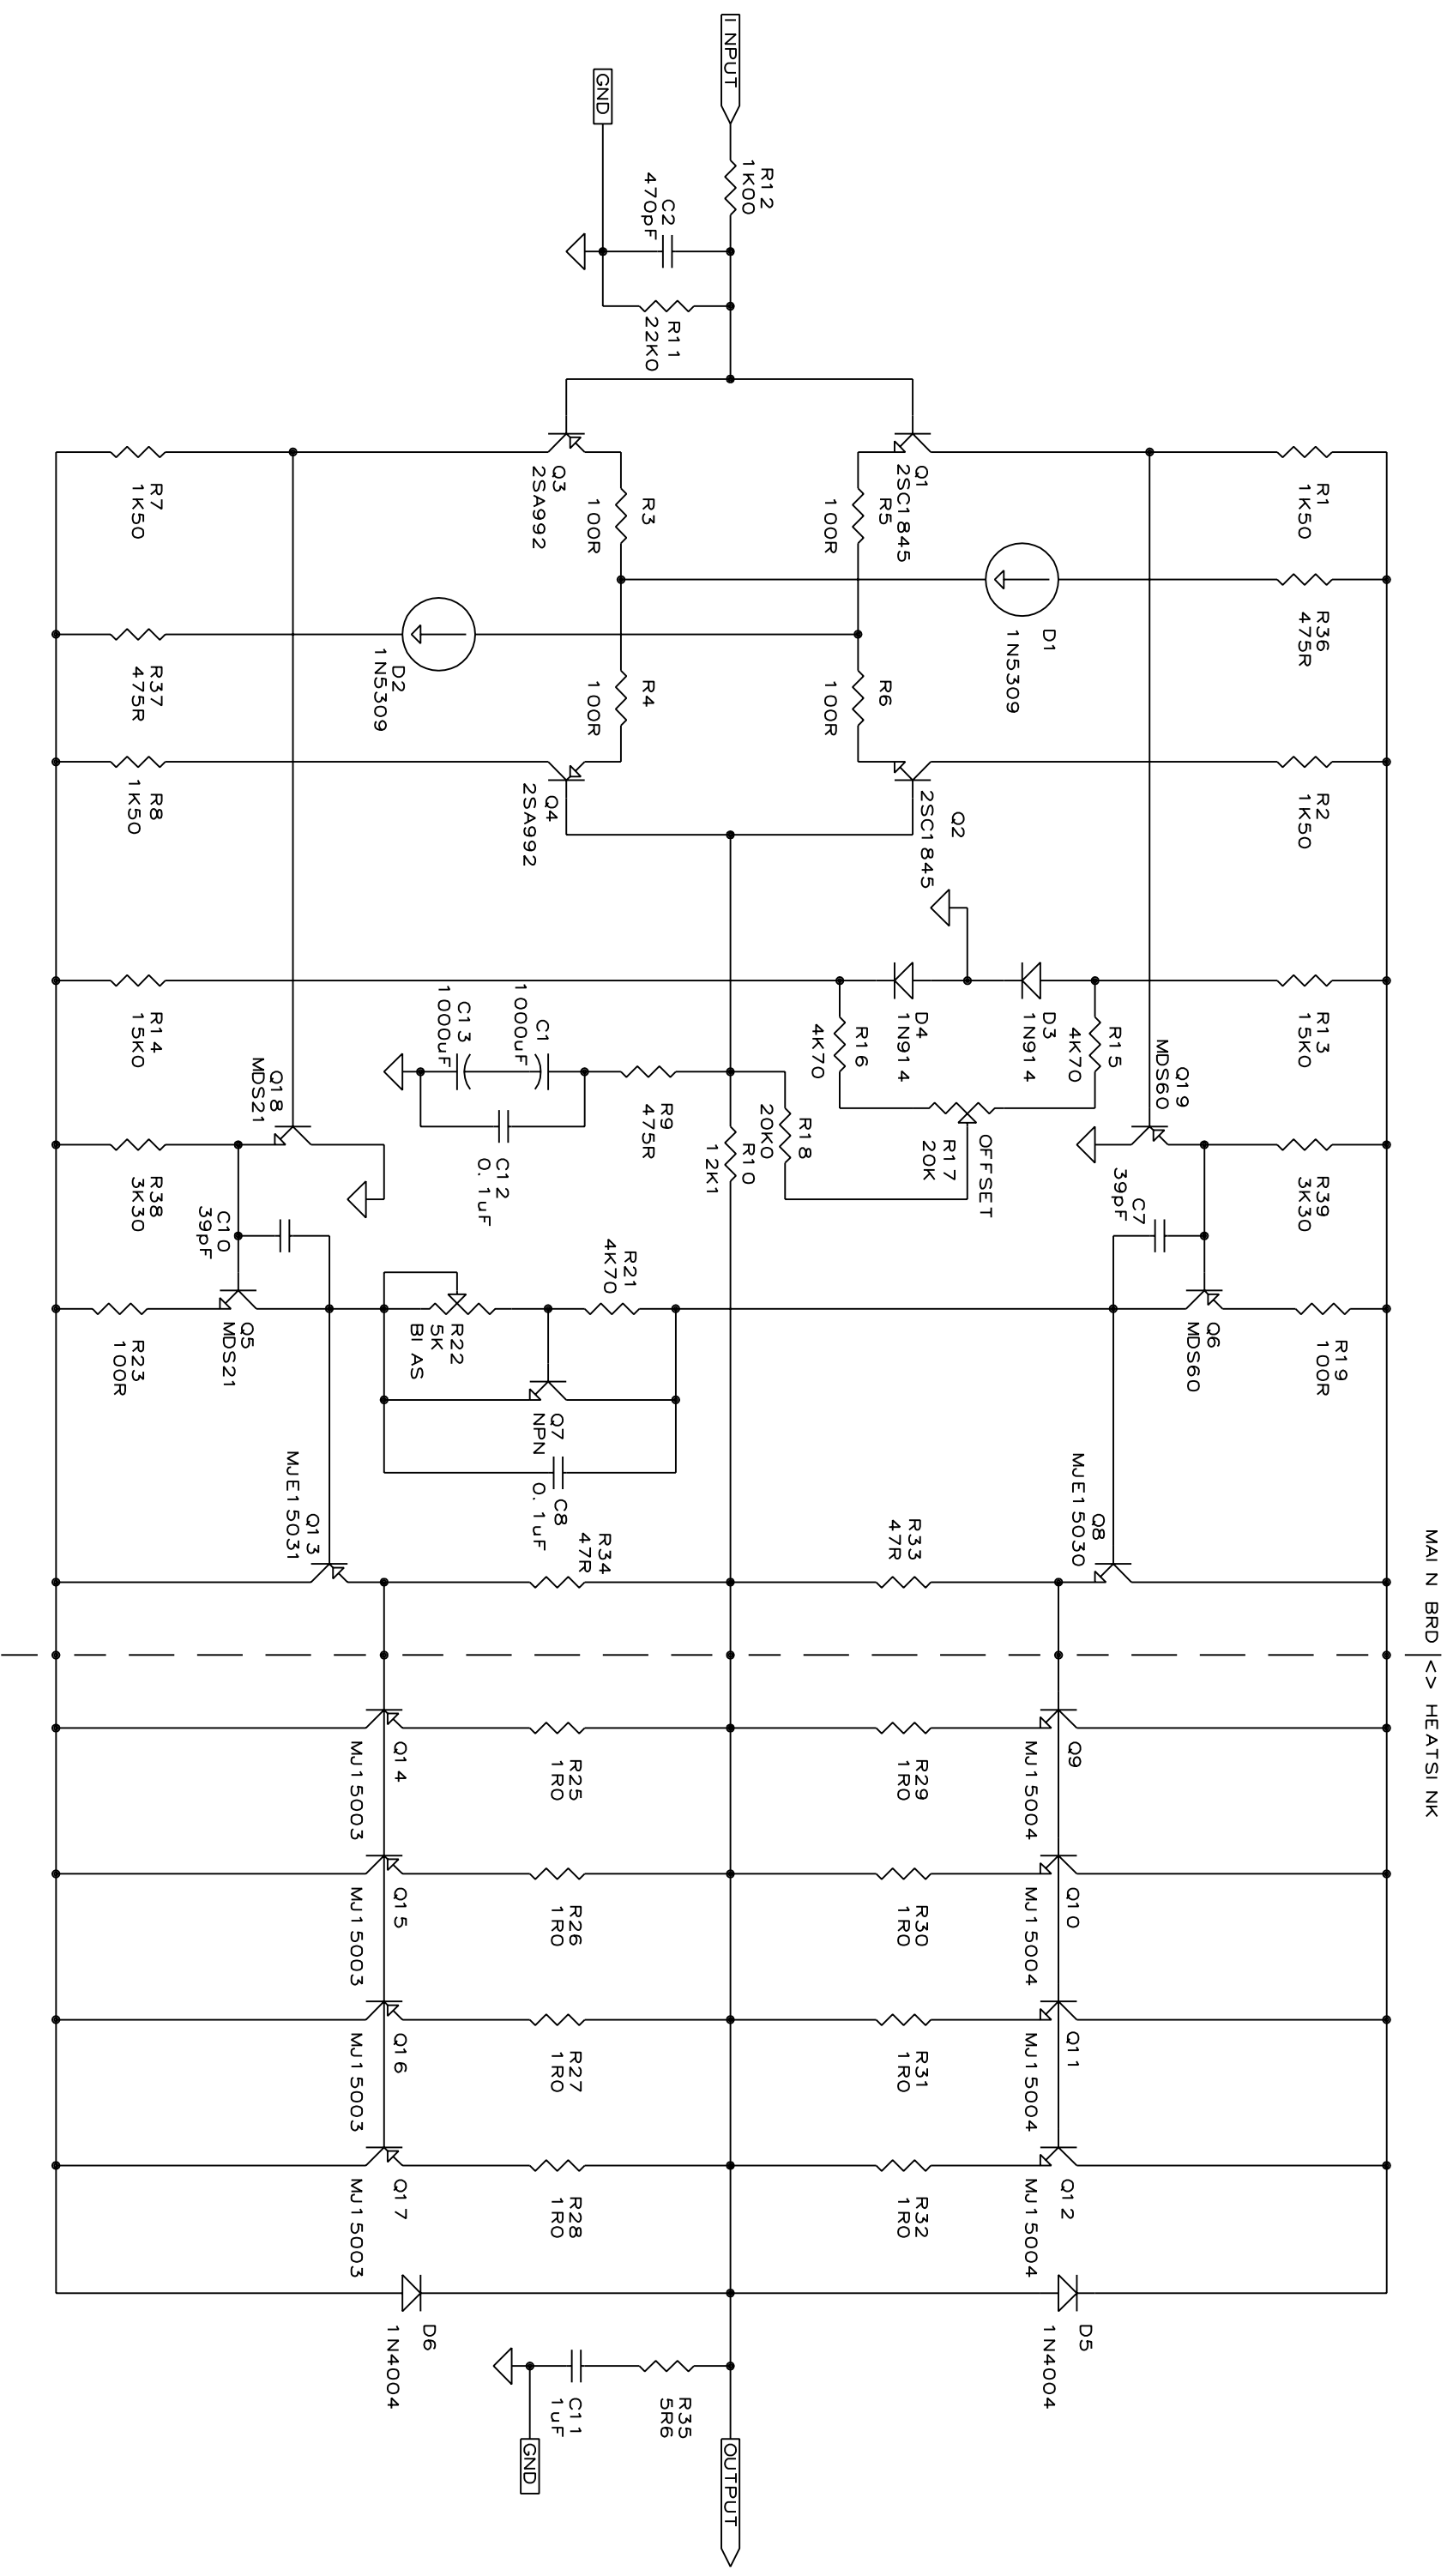 MAIN BRD <> HEATSINK
INPUT
GND
R12
1K00
C2
470pF
R11
22K0
R1
1K50
R36
475R
R2
1K50
R13
15K0
R39
3K30
R19
100R
D1
1N5309
Q1
2SC1845
R5
100R
R6
100R
Q2
2SC1845
R3
100R
R4
100R
Q3
2SA992
Q4
2SA992
D2
1N5309
R7
1K50
R37
475R
R8
1K50
R14
15K0
R38
3K30
R23
100R
D3
1N914
D4
1N914
R15
4K70
R16
4K70
OFFSET
R17
20K
R18
20K0
R10
12K1
R9
475R
C1
1000uF
C13
1000uF
C12
0.1uF
Q19
MDS60
C7
39pF
Q6
MDS60
Q18
MDS21
C10
39pF
Q5
MDS21
R21
4K70
R22
5K
BIAS
Q7
NPN
C8
0.1uF
Q8
MJE15030
Q13
MJE15031
R33
47R
R34
47R
Q9
MJ15004
Q10
MJ15004
Q11
MJ15004
Q12
MJ15004
R29
1R0
R30
1R0
R31
1R0
R32
1R0
R25
1R0
R26
1R0
R27
1R0
R28
1R0
Q14
MJ15003
Q15
MJ15003
Q16
MJ15003
Q17
MJ15003
D5
1N4004
D6
1N4004
R35
5R6
C11
1uF
GND
OUTPUT